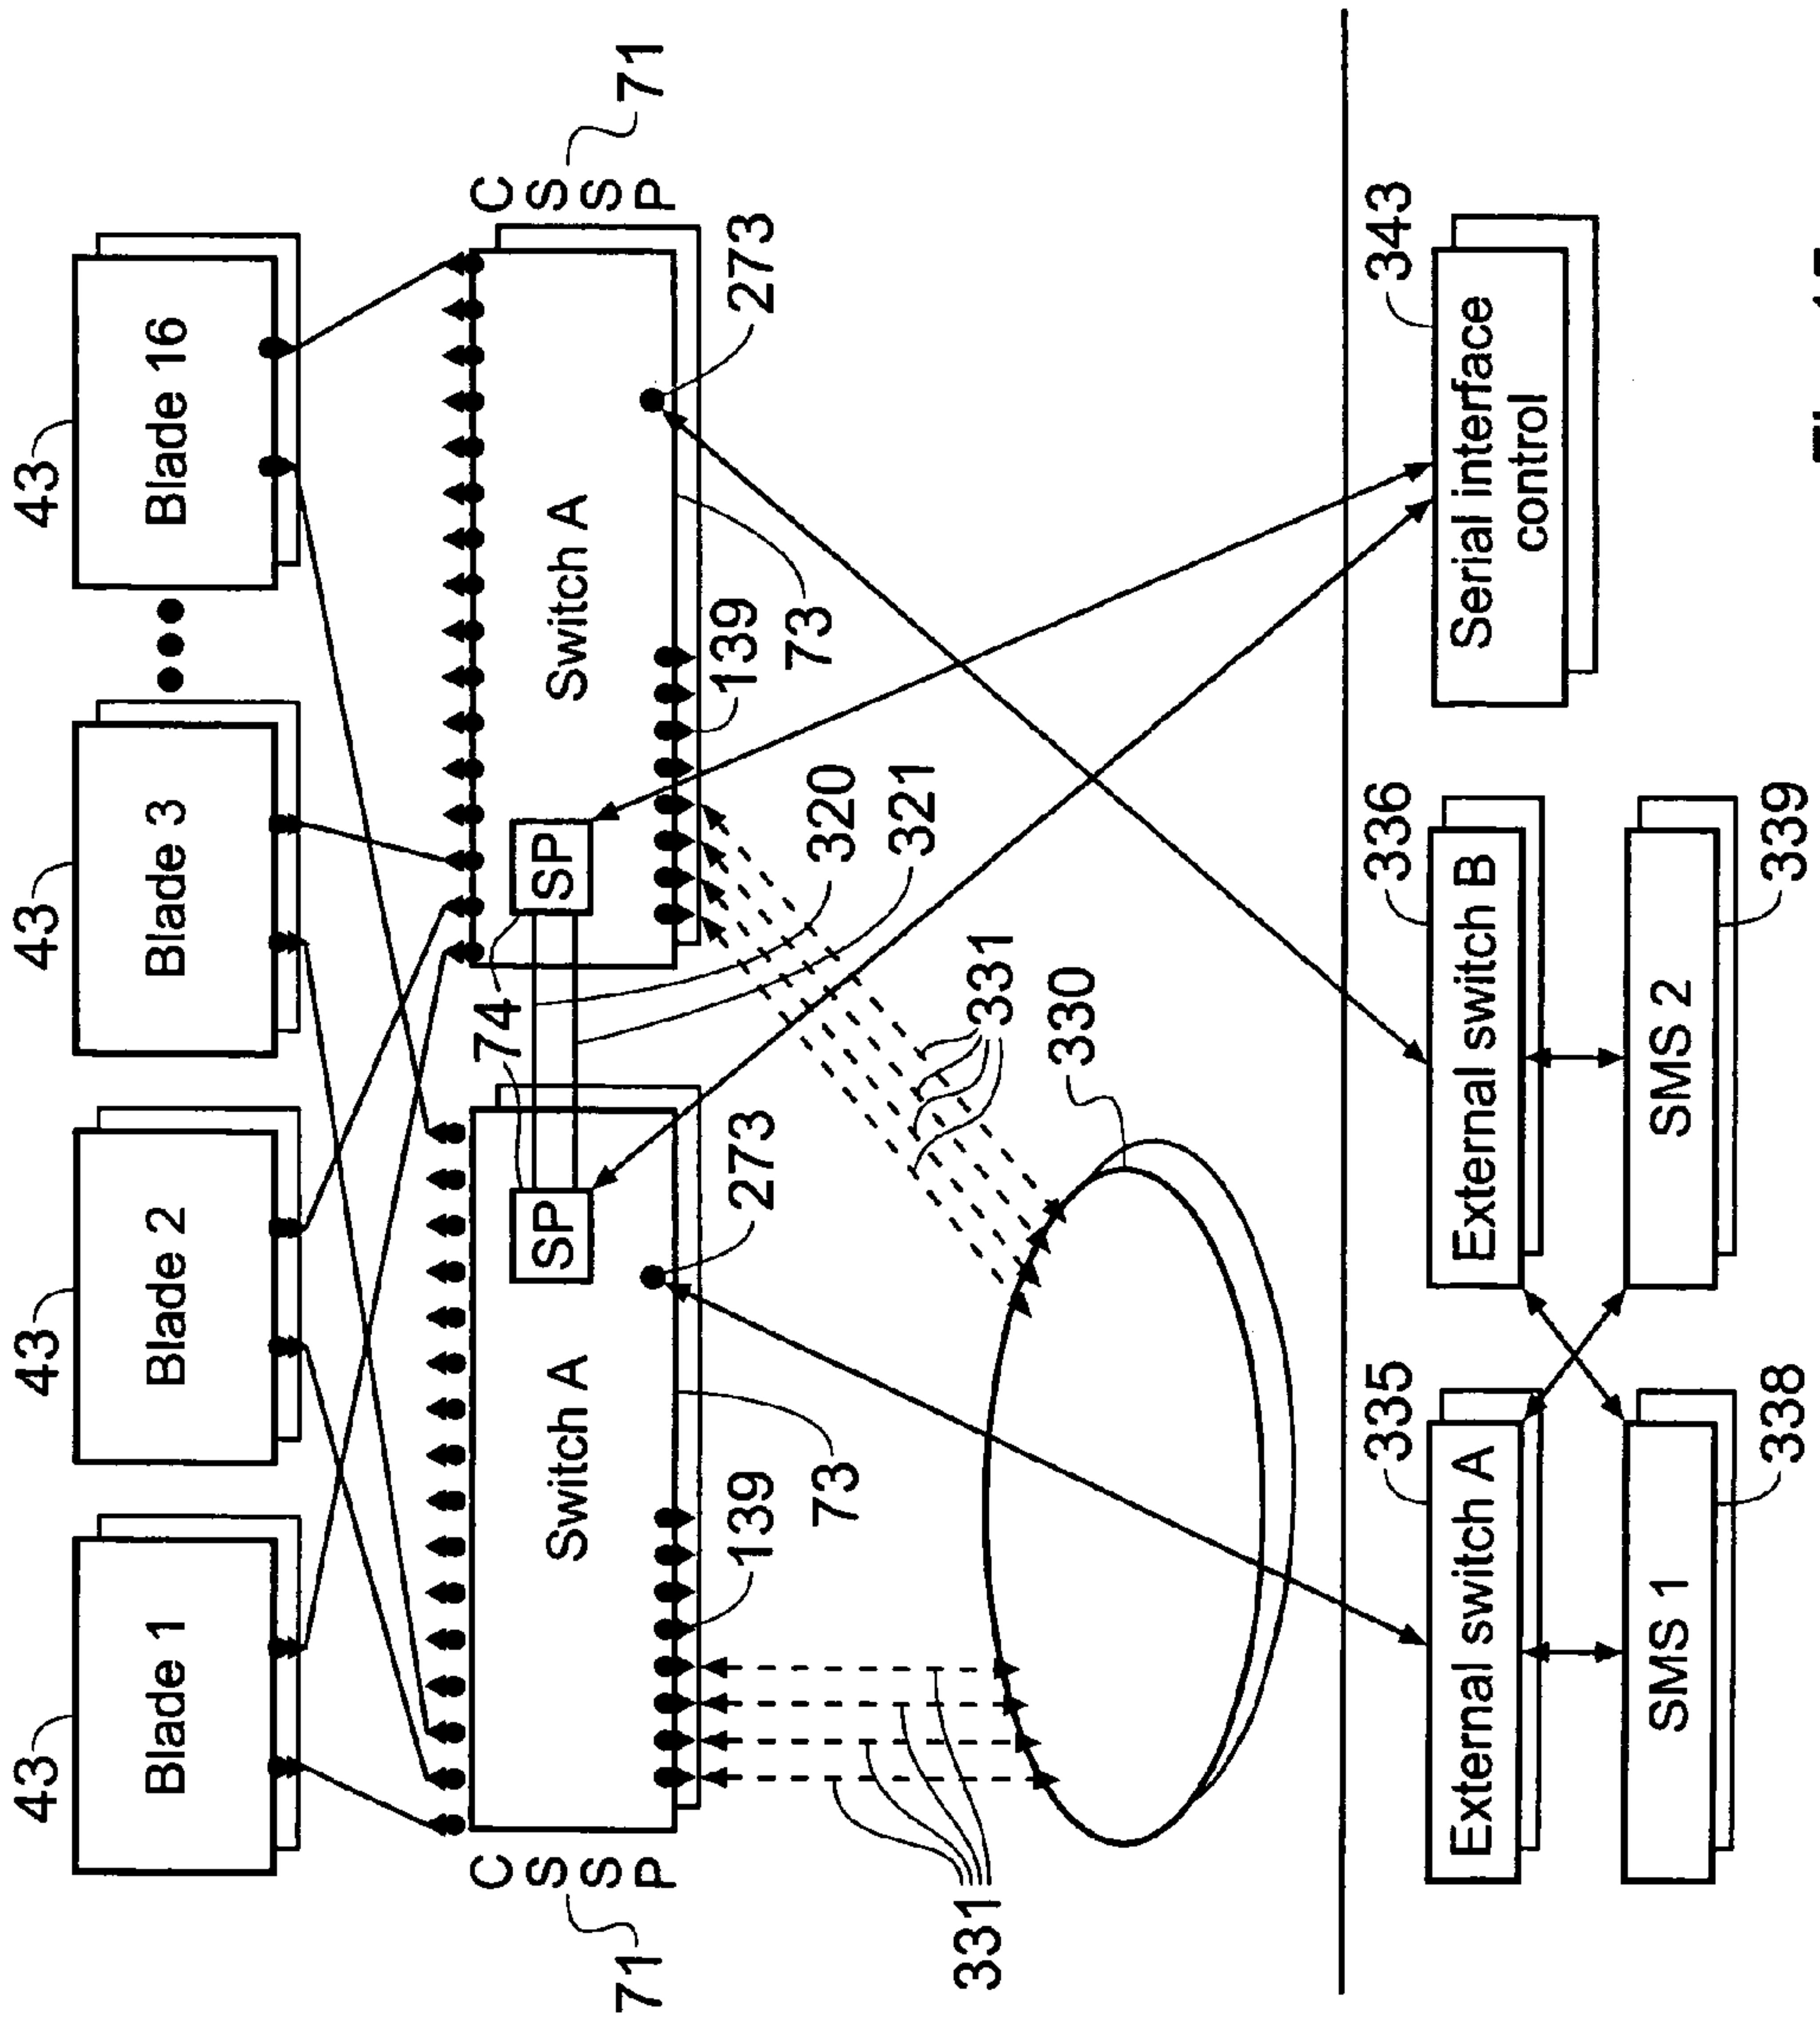 43
43
43
43
Blade 1
Blade 2
Blade 3
Blade 16
71
CSSP
Switch A
SP
74
SP
Switch A
CSSP
71
139
73
273
320
321
139
73
273
331
331
330
335
336
343
External switch A
External switch B
Serial interface
control
SMS 1
SMS 2
338
339